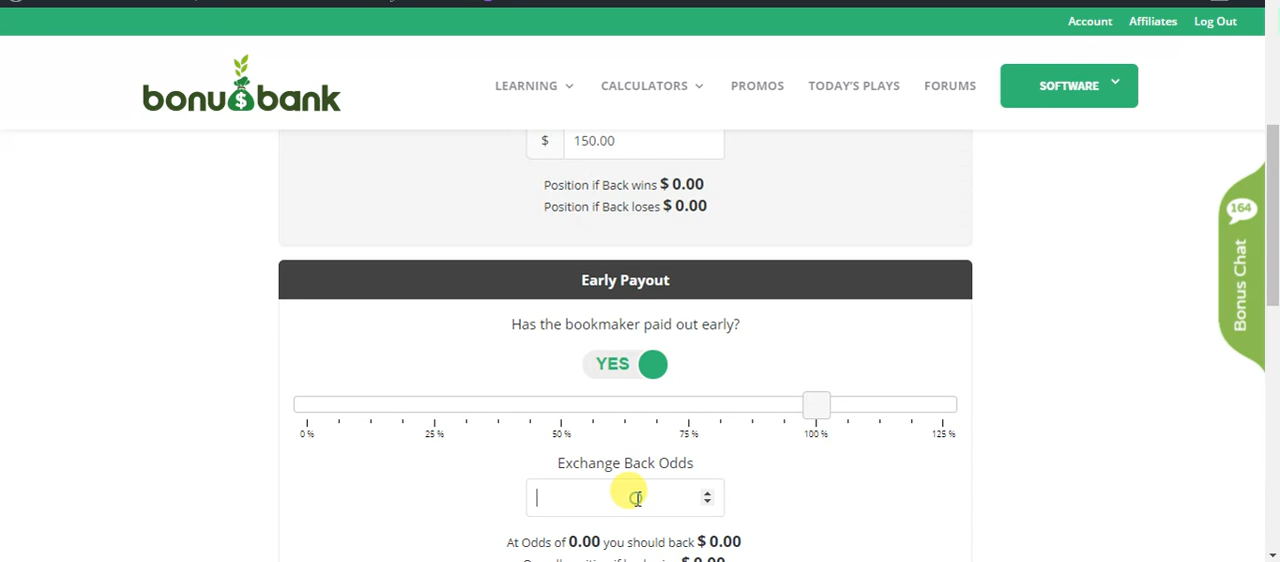 Account Affiliates Log Out
bonusbank
LEARNING CALCULATORS PROMOS TODAY'S PLAYS FORUMS SOFTWARE
$ 150.00
Position if Back wins $ 0.00
Position if Back loses $ 0.00
164
Bonus Chat
Early Payout
Has the bookmaker paid out early?
YES
0 % 25 % 50 % 75 % 100 % 125 %
Exchange Back Odds
At Odds of 0.00 you should back $ 0.00